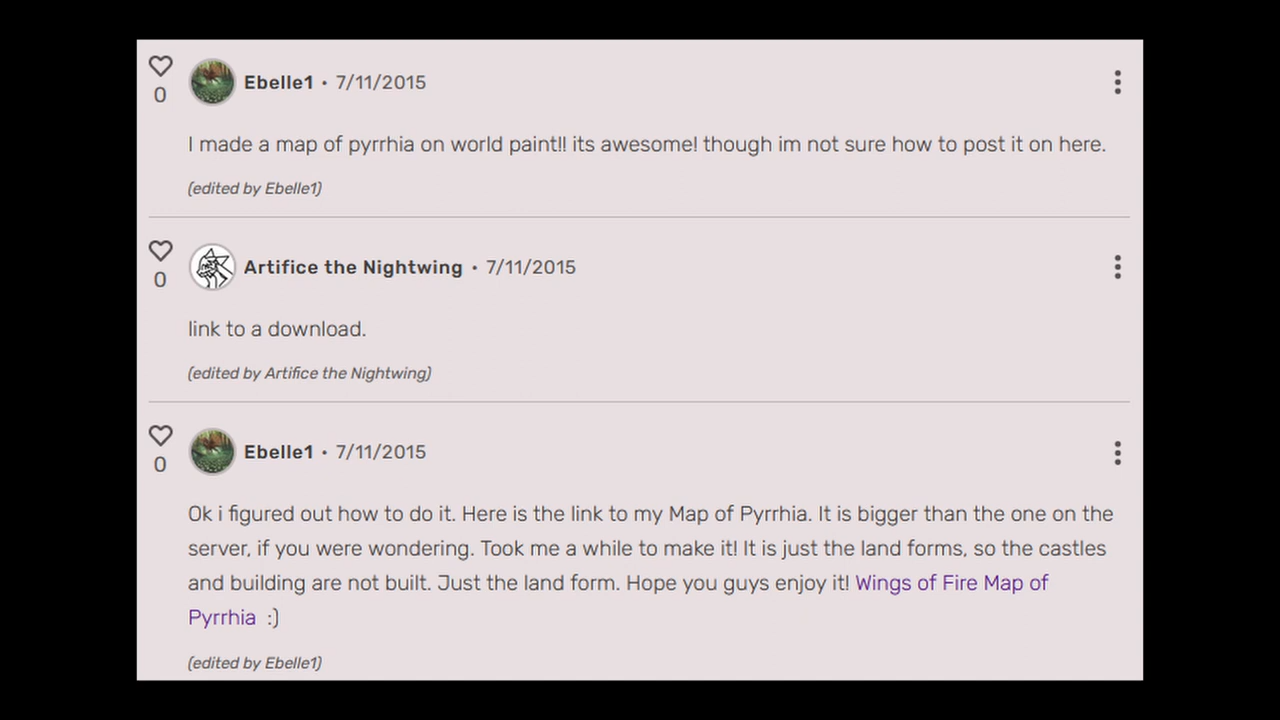 Ebelle1 • 7/11/2015
0
I made a map of pyrrhia on world paint!! its awesome! though im not sure how to post it on here.
(edited by Ebelle1)
Artifice the Nightwing • 7/11/2015
0
link to a download.
(edited by Artifice the Nightwing)
Ebelle1 • 7/11/2015
0
Ok i figured out how to do it. Here is the link to my Map of Pyrrhia. It is bigger than the one on the
server, if you were wondering. Took me a while to make it! It is just the land forms, so the castles
and building are not built. Just the land form. Hope you guys enjoy it! Wings of Fire Map of
Pyrrhia :)
(edited by Ebelle1)